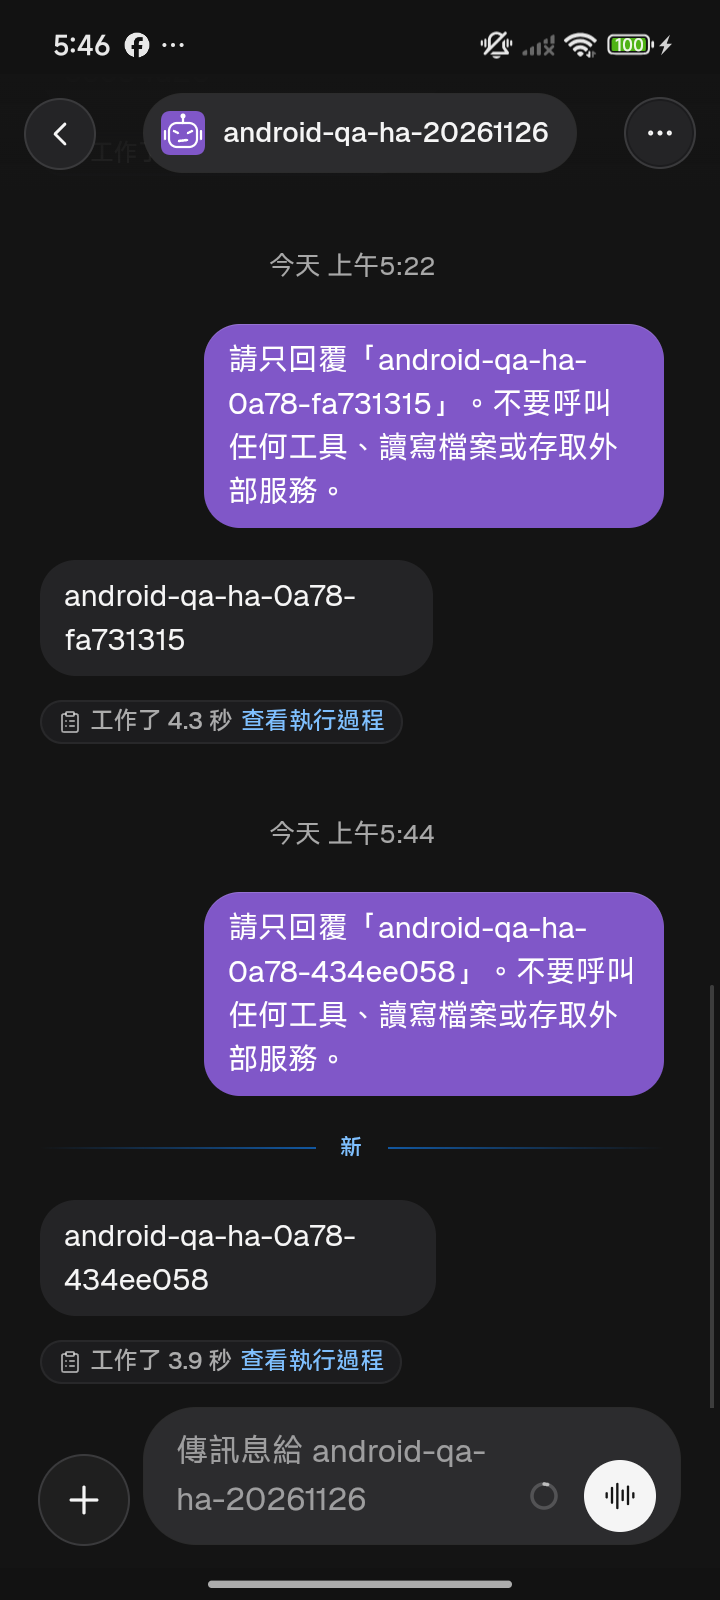 5:46
100
android-qa-ha-20261126
今天 上午5:22
請只回覆「android-qa-ha-
0a78-fa731315」。不要呼叫
任何工具、讀寫檔案或存取外
部服務。
android-qa-ha-0a78-
fa731315
工作了 4.3 秒 查看執行過程
今天 上午5:44
請只回覆「android-qa-ha-
0a78-434ee058」。不要呼叫
任何工具、讀寫檔案或存取外
部服務。
新
android-qa-ha-0a78-
434ee058
工作了 3.9 秒 查看執行過程
傳訊息給 android-qa-
ha-20261126